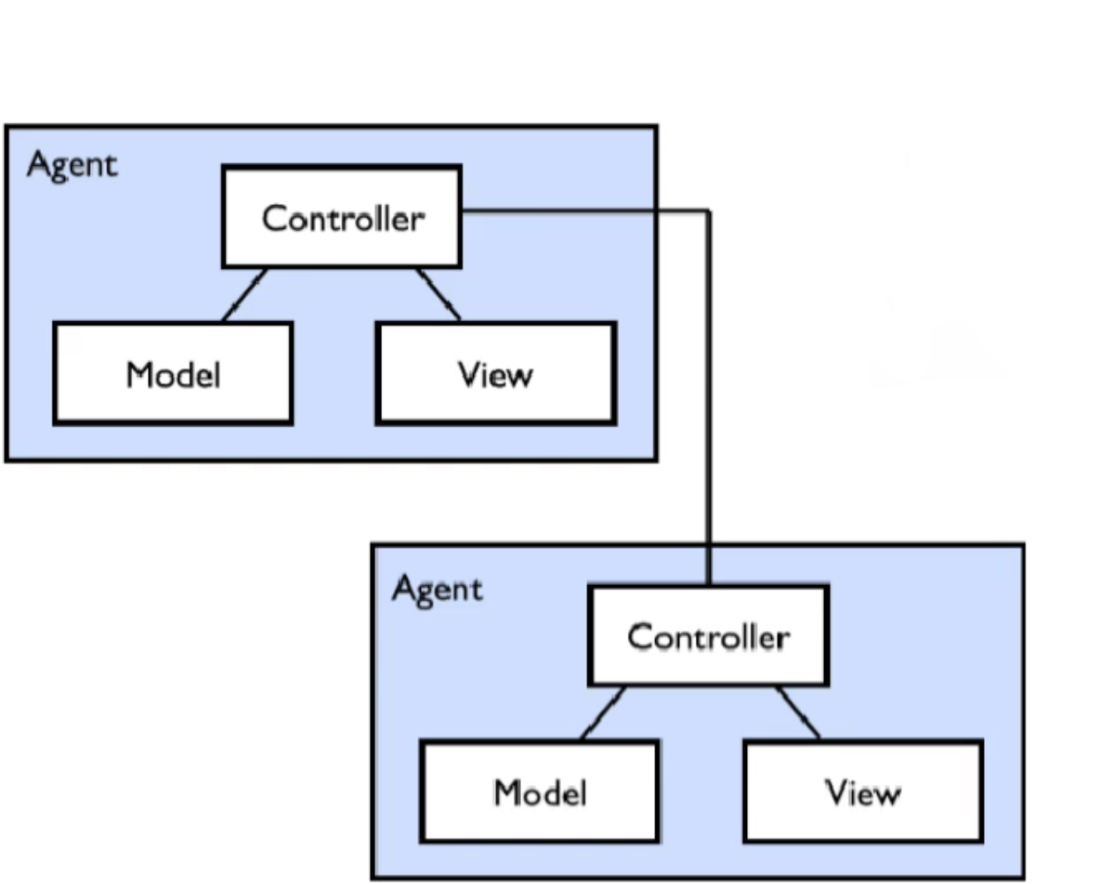 Agent
Controller
Model
View
Agent
Controller
Model
View